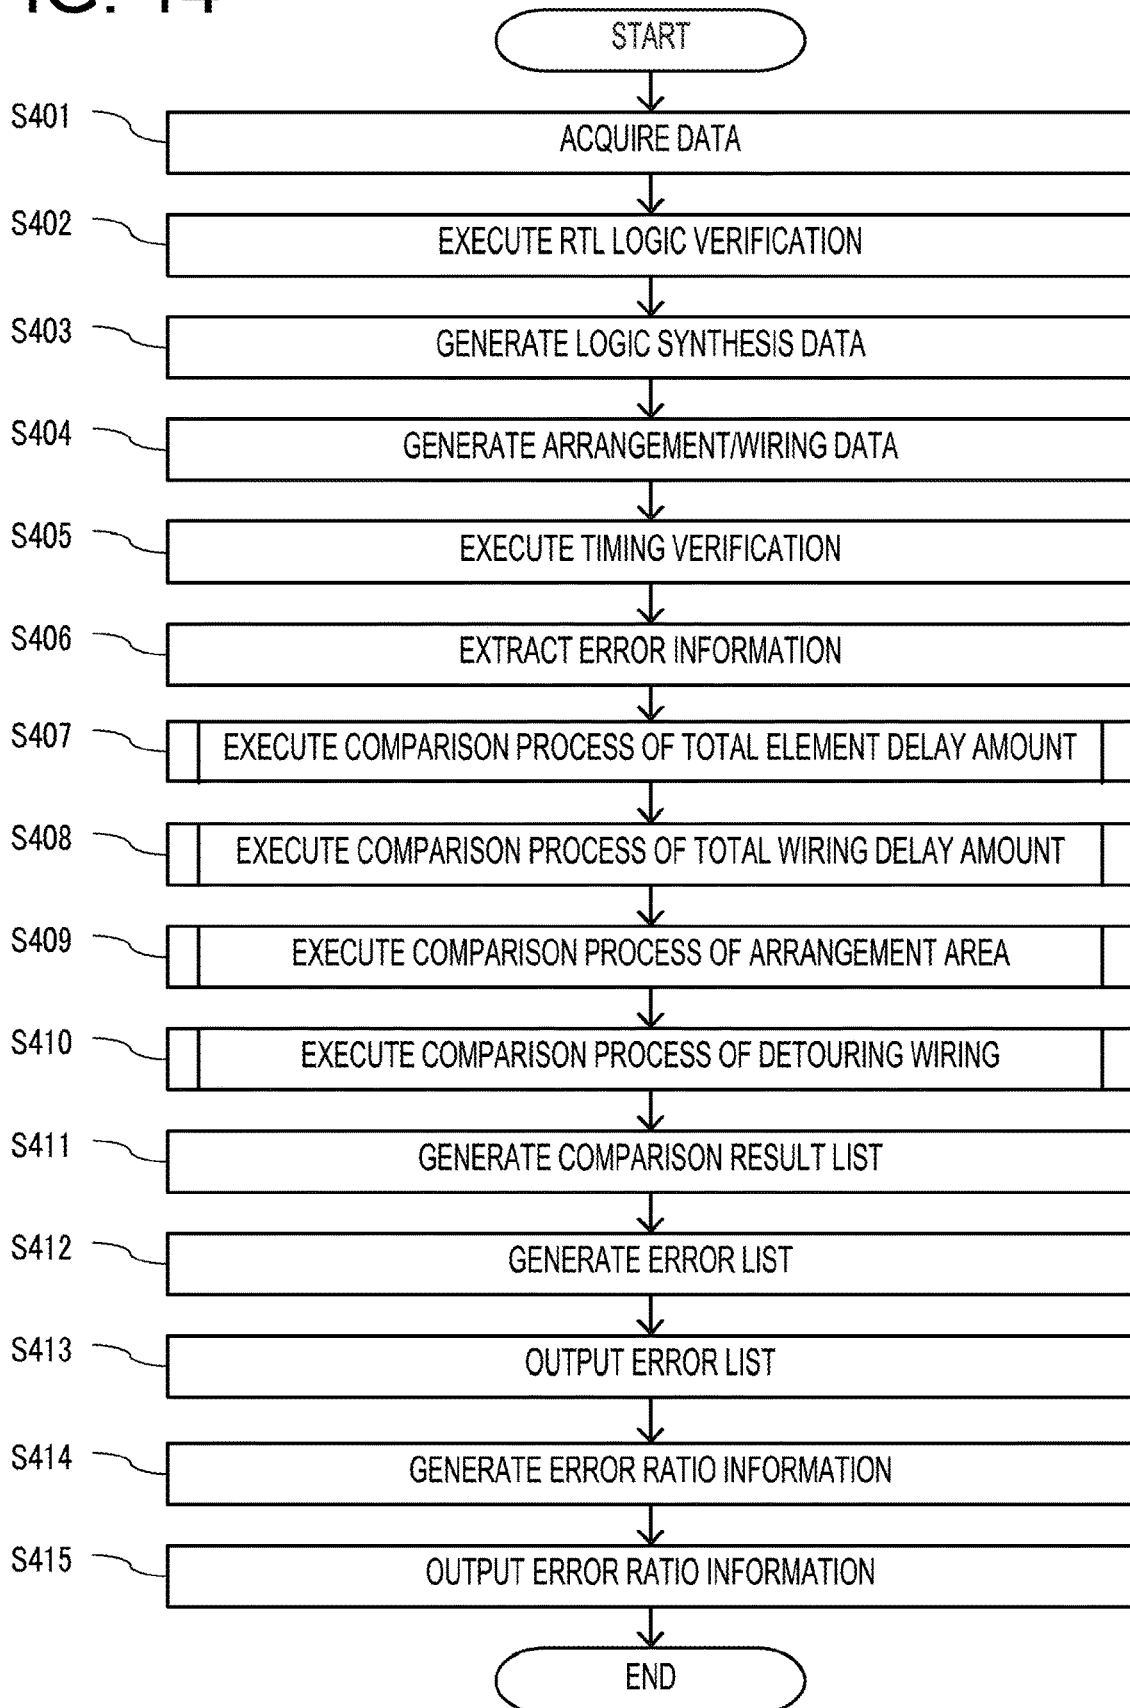 START
S401
ACQUIRE DATA
S402
EXECUTE RTL LOGIC VERIFICATION
S403
GENERATE LOGIC SYNTHESIS DATA
S404
GENERATE ARRANGEMENT/WIRING DATA
S405
EXECUTE TIMING VERIFICATION
S406
EXTRACT ERROR INFORMATION
S407
EXECUTE COMPARISON PROCESS OF TOTAL ELEMENT DELAY AMOUNT
S408
EXECUTE COMPARISON PROCESS OF TOTAL WIRING DELAY AMOUNT
S409
EXECUTE COMPARISON PROCESS OF ARRANGEMENT AREA
S410
EXECUTE COMPARISON PROCESS OF DETOURING WIRING
S411
GENERATE COMPARISON RESULT LIST
S412
GENERATE ERROR LIST
S413
OUTPUT ERROR LIST
S414
GENERATE ERROR RATIO INFORMATION
S415
OUTPUT ERROR RATIO INFORMATION
END